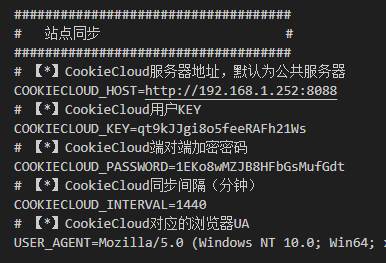 ####################################
#   站点同步                        #
####################################
# 【*】CookieCloud服务器地址，默认为公共服务器
COOKIECLOUD_HOST=http://192.168.1.252:8088
# 【*】CookieCloud用户KEY
COOKIECLOUD_KEY=qt9kJJgi8o5feeRAFh21Ws
# 【*】CookieCloud端对端加密密码
COOKIECLOUD_PASSWORD=1EKo8wMZJB8HFbGsMufGdt
# 【*】CookieCloud同步间隔（分钟）
COOKIECLOUD_INTERVAL=1440
# 【*】CookieCloud对应的浏览器UA
USER_AGENT=Mozilla/5.0 (Windows NT 10.0; Win64;